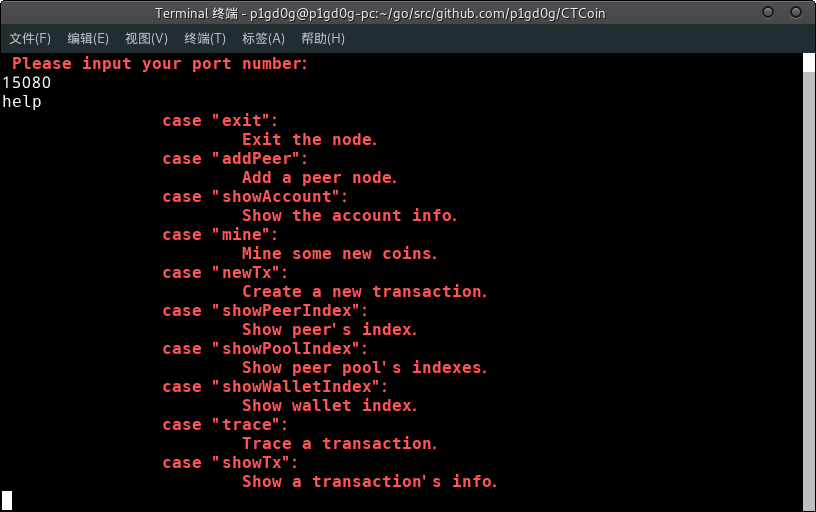 Terminal 终端 - p1gd0g@p1gd0g-pc:~/go/src/github.com/p1gd0g/CTCoin
文件(F) 编辑(E) 视图(V) 终端(T) 标签(A) 帮助(H)
Please input your port number:
15080
help
case "exit":
Exit the node.
case "addPeer":
Add a peer node.
case "showAccount":
Show the account info.
case "mine":
Mine some new coins.
case "newTx":
Create a new transaction.
case "showPeerIndex":
Show peer's index.
case "showPoolIndex":
Show peer pool's indexes.
case "showWalletIndex":
Show wallet index.
case "trace":
Trace a transaction.
case "showTx":
Show a transaction's info.